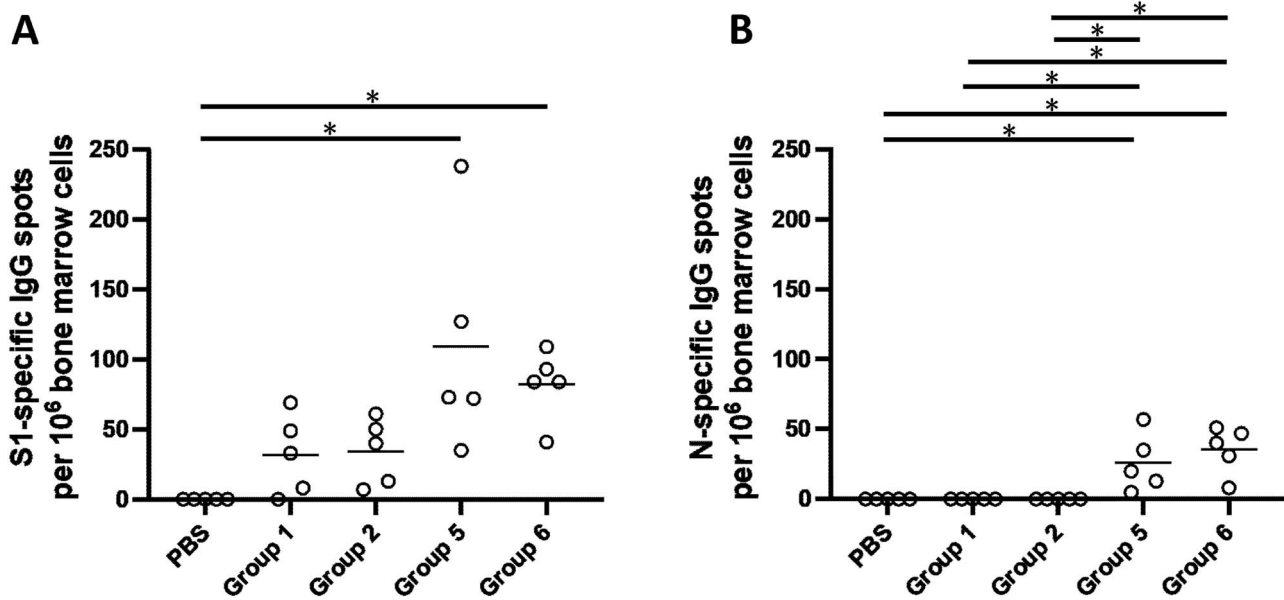 A
*
*
S1-specific IgG spots
per 10⁶ bone marrow cells
250
200
150
100
50
0
PBS
Group 1
Group 2
Group 5
Group 6
B
*
*
*
*
*
*
N-specific IgG spots
per 10⁶ bone marrow cells
250
200
150
100
50
0
PBS
Group 1
Group 2
Group 5
Group 6